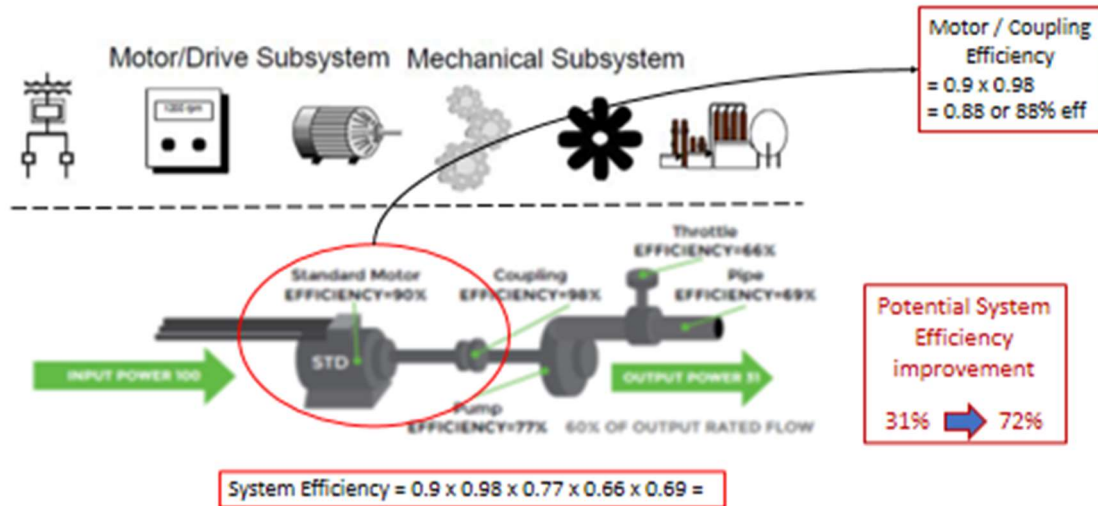 Motor/Drive Subsystem
Mechanical Subsystem
Motor / Coupling
Efficiency
= 0.9 x 0.98
= 0.88 or 88% eff
Standard Motor
EFFICIENCY=90%
Coupling
EFFICIENCY=98%
Throttle
EFFICIENCY=66%
Pipe
EFFICIENCY=69%
STD
INPUT POWER 100
OUTPUT POWER 31
Pump
EFFICIENCY=77%
60% OF OUTPUT RATED FLOW
Potential System
Efficiency
improvement
31% 72%
System Efficiency = 0.9 x 0.98 x 0.77 x 0.66 x 0.69 =